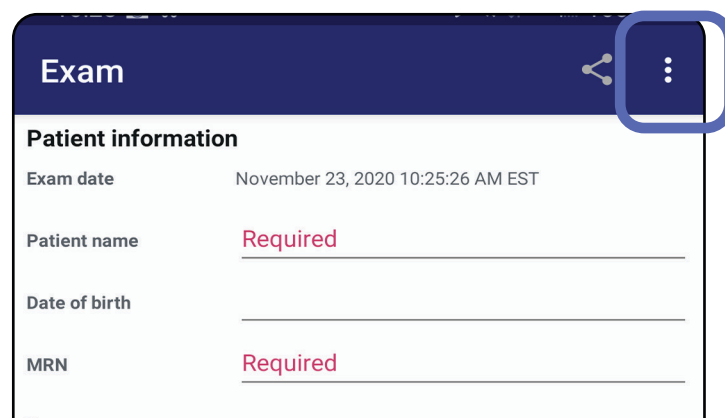 Exam
Patient information
Exam date November 23, 2020 10:25:26 AM EST
Patient name Required
Date of birth
MRN Required